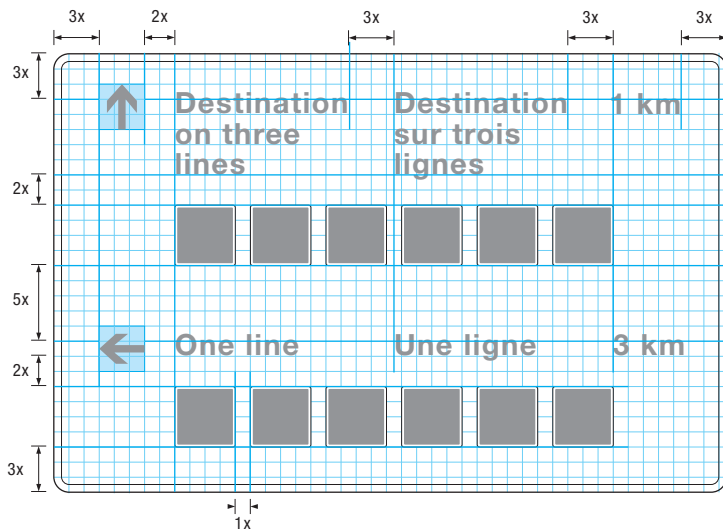 3x 2x 3x 3x 3x
3x
Destination Destination 1 km
on three sur trois
lines lignes
2x
5x
One line Une ligne 3 km
2x
3x
1x